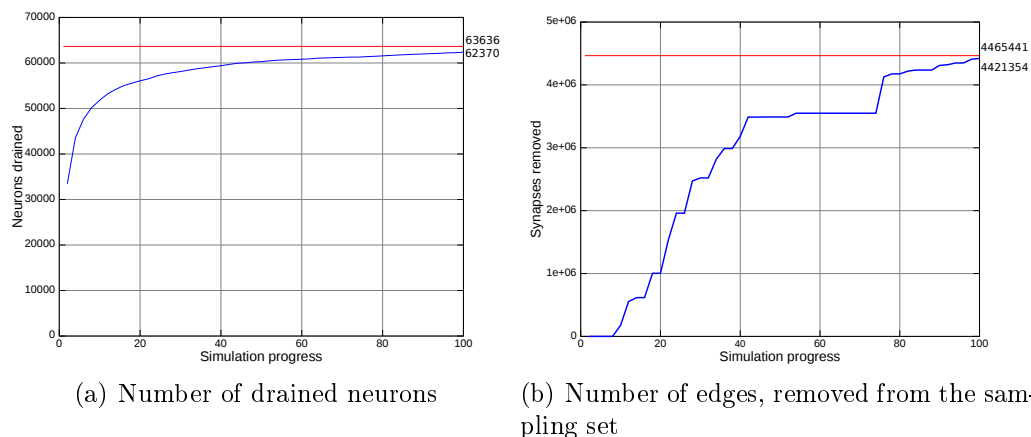 70000
60000
50000
40000
30000
20000
10000
0
Neurons drained
0 20 40 60 80 100
Simulation progress
63636
62370
(a) Number of drained neurons
5e+06
4e+06
3e+06
2e+06
1e+06
0
Synapses removed
0 20 40 60 80 100
Simulation progress
4465441
4421354
(b) Number of edges, removed from the sam-
pling set